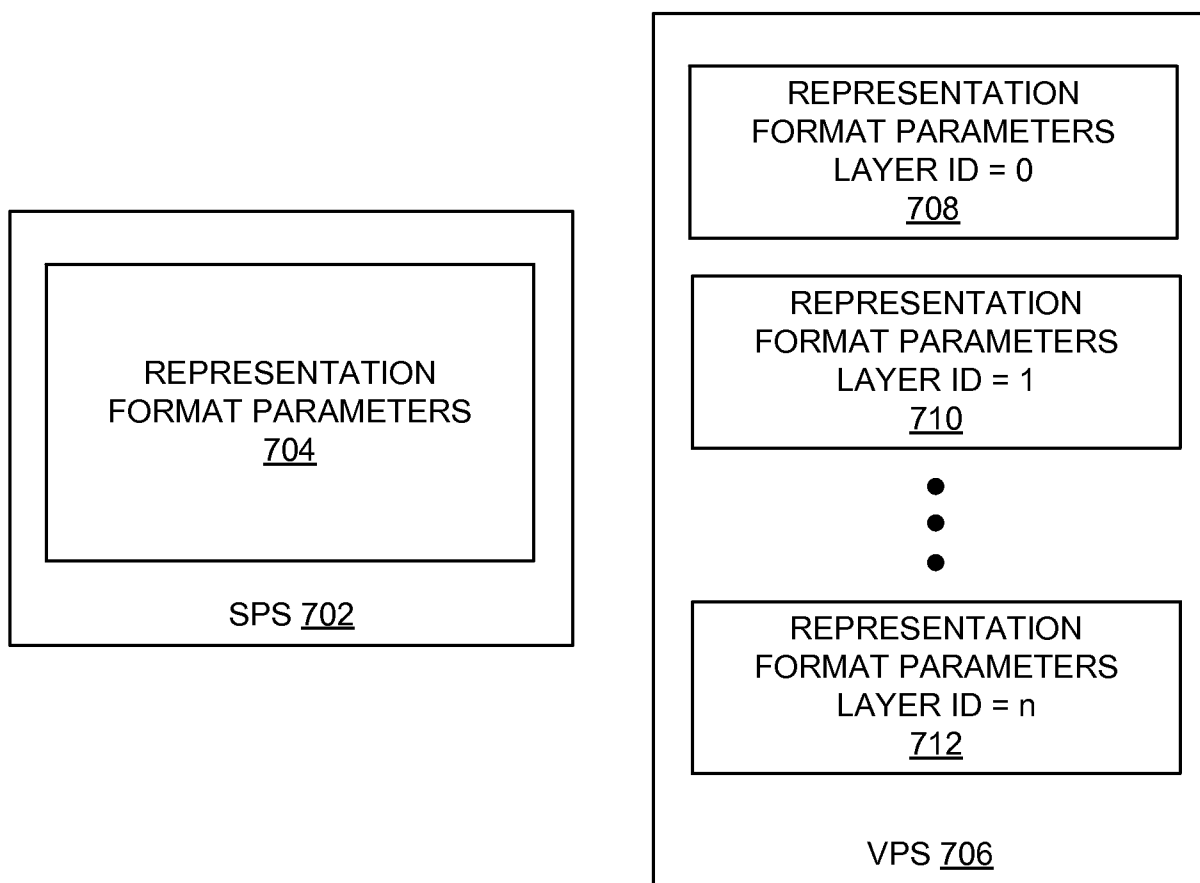 REPRESENTATION
FORMAT PARAMETERS
704
SPS 702
REPRESENTATION
FORMAT PARAMETERS
LAYER ID = 0
708
REPRESENTATION
FORMAT PARAMETERS
LAYER ID = 1
710
REPRESENTATION
FORMAT PARAMETERS
LAYER ID = n
712
VPS 706